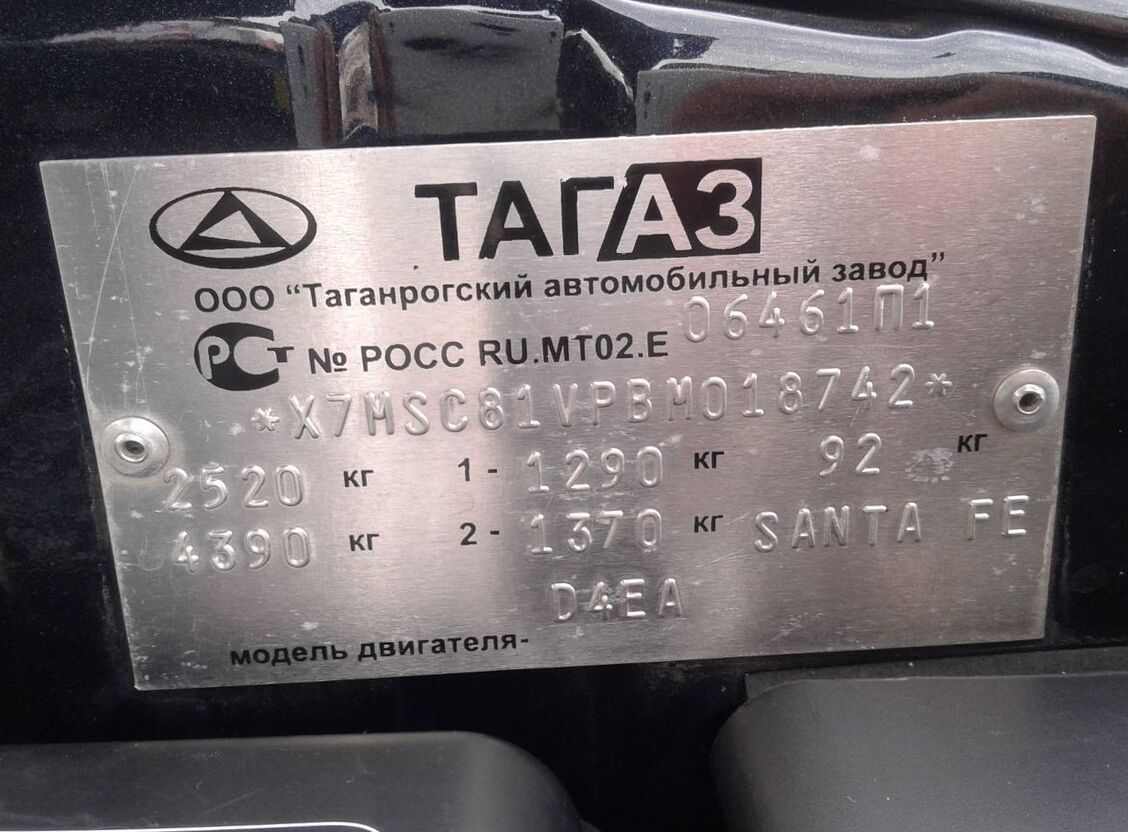 ТАГАЗ
ООО “Таганрогский автомобильный завод”
РСТ № РОСС RU.MT02.E 06461П1
*X7MSC81VPBM018742*
2520 кг 1 - 1290 кг 92 кг
4390 кг 2 - 1370 кг SANTA FE
D4EA
модель двигателя-